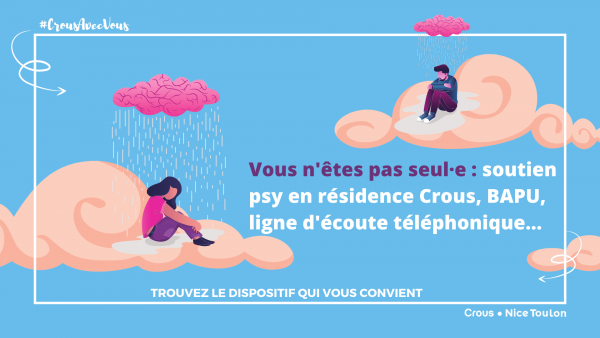 #CrousAvecVous
Vous n'êtes pas seul·e : soutien
psy en résidence Crous, BAPU,
ligne d'écoute téléphonique...
TROUVEZ LE DISPOSITIF QUI VOUS CONVIENT
Crous • Nice Toulon